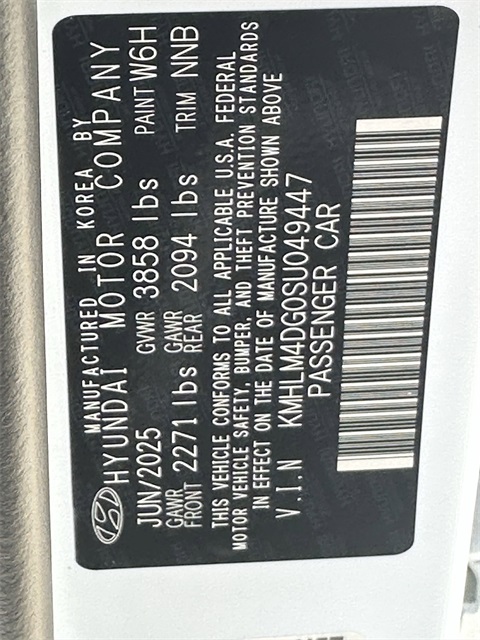 MANUFACTURED IN KOREA BY
HYUNDAI MOTOR COMPANY
JUN/2025 GVWR 3858 lbs PAINT W6H
GAWR FRONT 2271 lbs GAWR REAR 2094 lbs TRIM NNB
THIS VEHICLE CONFORMS TO ALL APPLICABLE U.S.A. FEDERAL
MOTOR VEHICLE SAFETY, BUMPER, AND THEFT PREVENTION STANDARDS
IN EFFECT ON THE DATE OF MANUFACTURE SHOWN ABOVE
V.I.N KMHLM4DG0SU049447
PASSENGER CAR